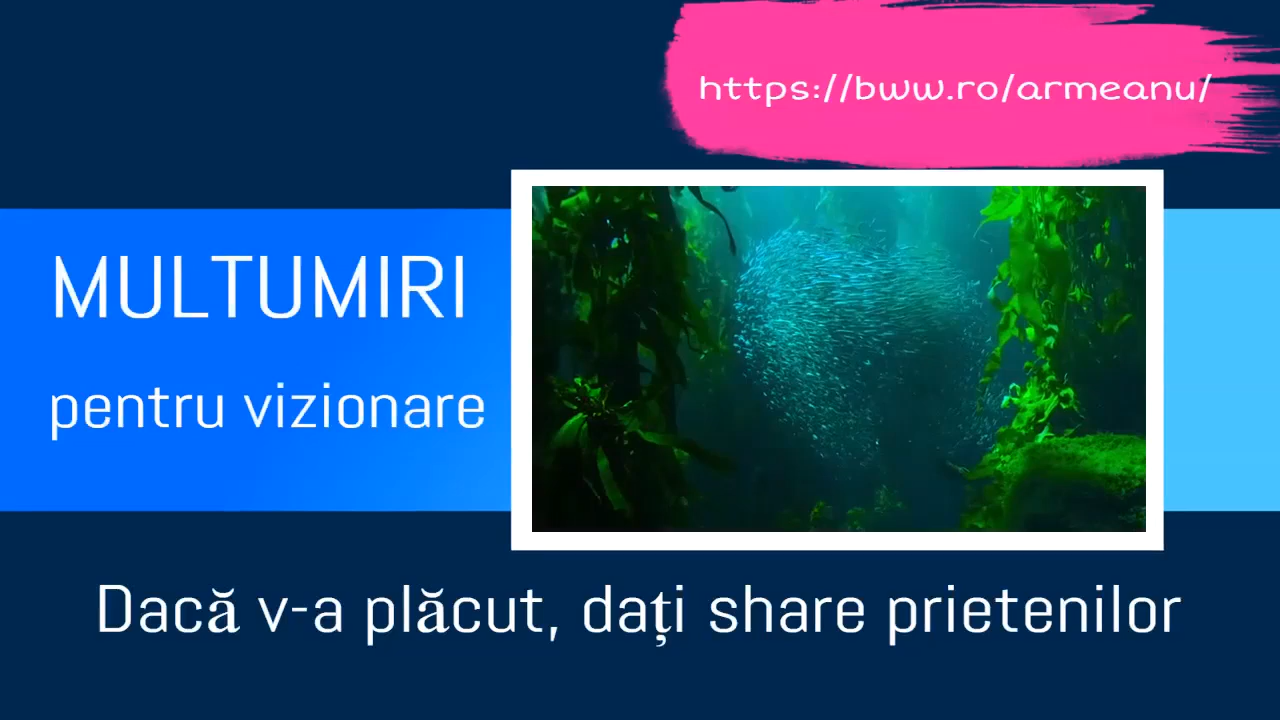 https://bww.ro/armeanu/
MULTUMIRI
pentru vizionare
Dacă v-a plăcut, dați share prietenilor